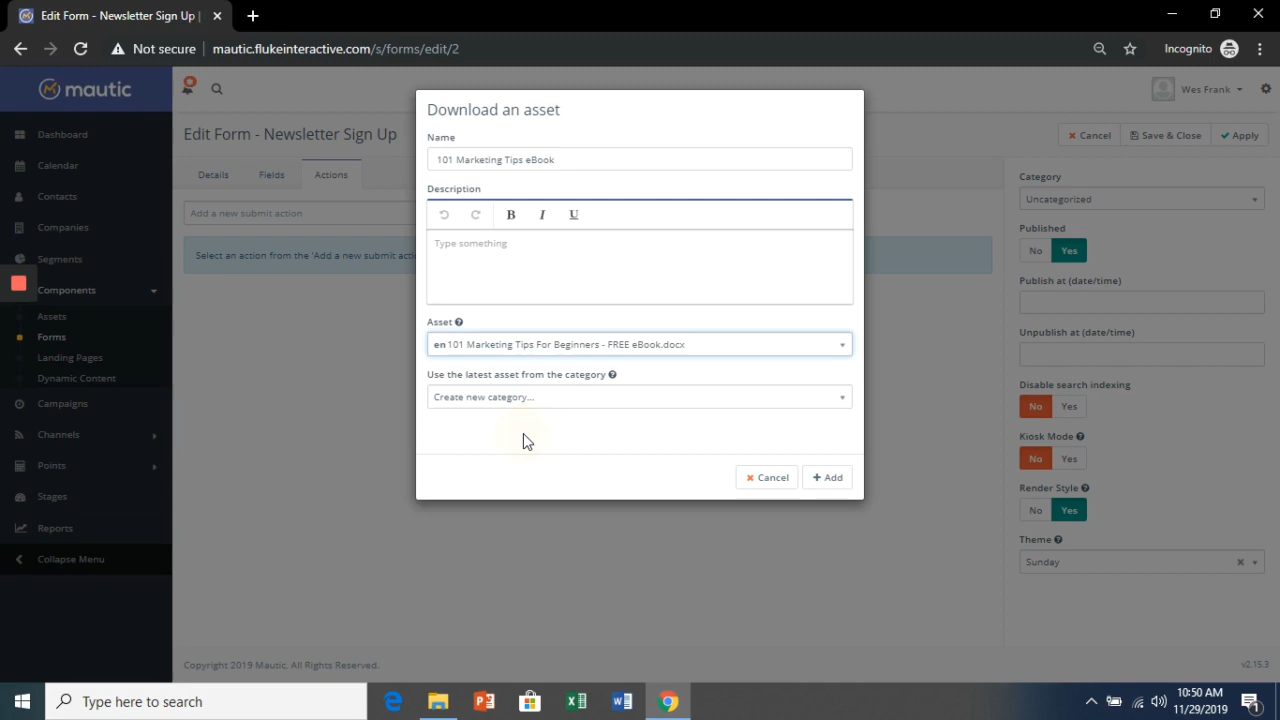 Edit Form - Newsletter Sign Up |
Not secure
mautic.flukeinteractive.com/s/forms/edit/2
Incognito
mautic
Wes Frank
Dashboard
Calendar
Contacts
Companies
Segments
Components
Assets
Forms
Landing Pages
Dynamic Content
Campaigns
Channels
Points
Stages
Reports
Collapse Menu
Edit Form - Newsletter Sign Up
Cancel
Save & Close
Apply
Details
Fields
Actions
Add a new submit action
Select an action from the 'Add a new submit actio
Download an asset
Name
101 Marketing Tips eBook
Description
B I U
Type something
Asset
en 101 Marketing Tips For Beginners - FREE eBook.docx
Use the latest asset from the category
Create new category...
Cancel
Add
Category
Uncategorized
Published
No Yes
Publish at (date/time)
Unpublish at (date/time)
Disable search indexing
No Yes
Kiosk Mode
No Yes
Render Style
No Yes
Theme
Sunday
Copyright 2019 Mautic. All Rights Reserved.
v2.15.3
Type here to search
10:50 AM
11/29/2019
1